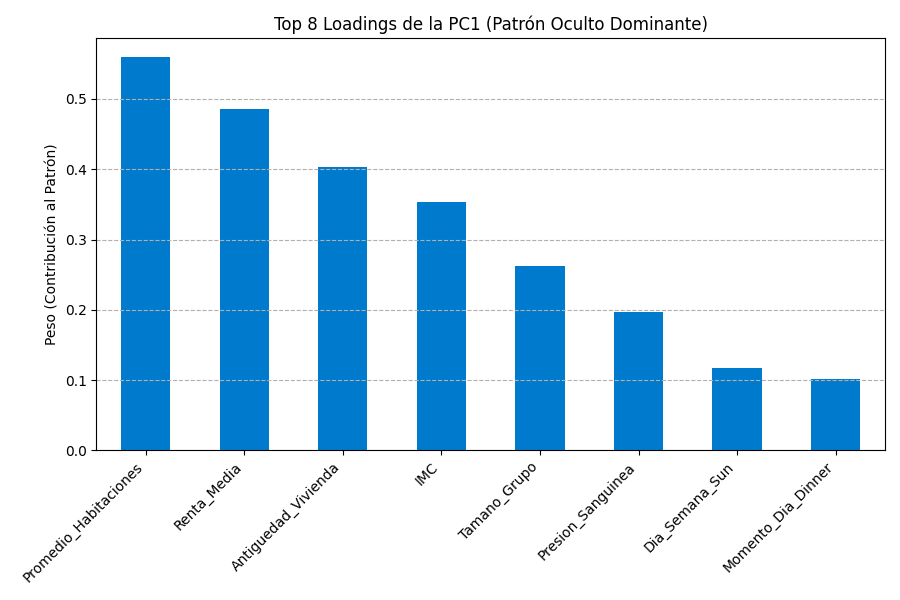 Top 8 Loadings de la PC1 (Patrón Oculto Dominante)
Peso (Contribución al Patrón)
0.5
0.4
0.3
0.2
0.1
0.0
Promedio_Habitaciones
Renta_Media
Antiguedad_Vivienda
IMC
Tamano_Grupo
Presion_Sanguinea
Dia_Semana_Sun
Momento_Dia_Dinner